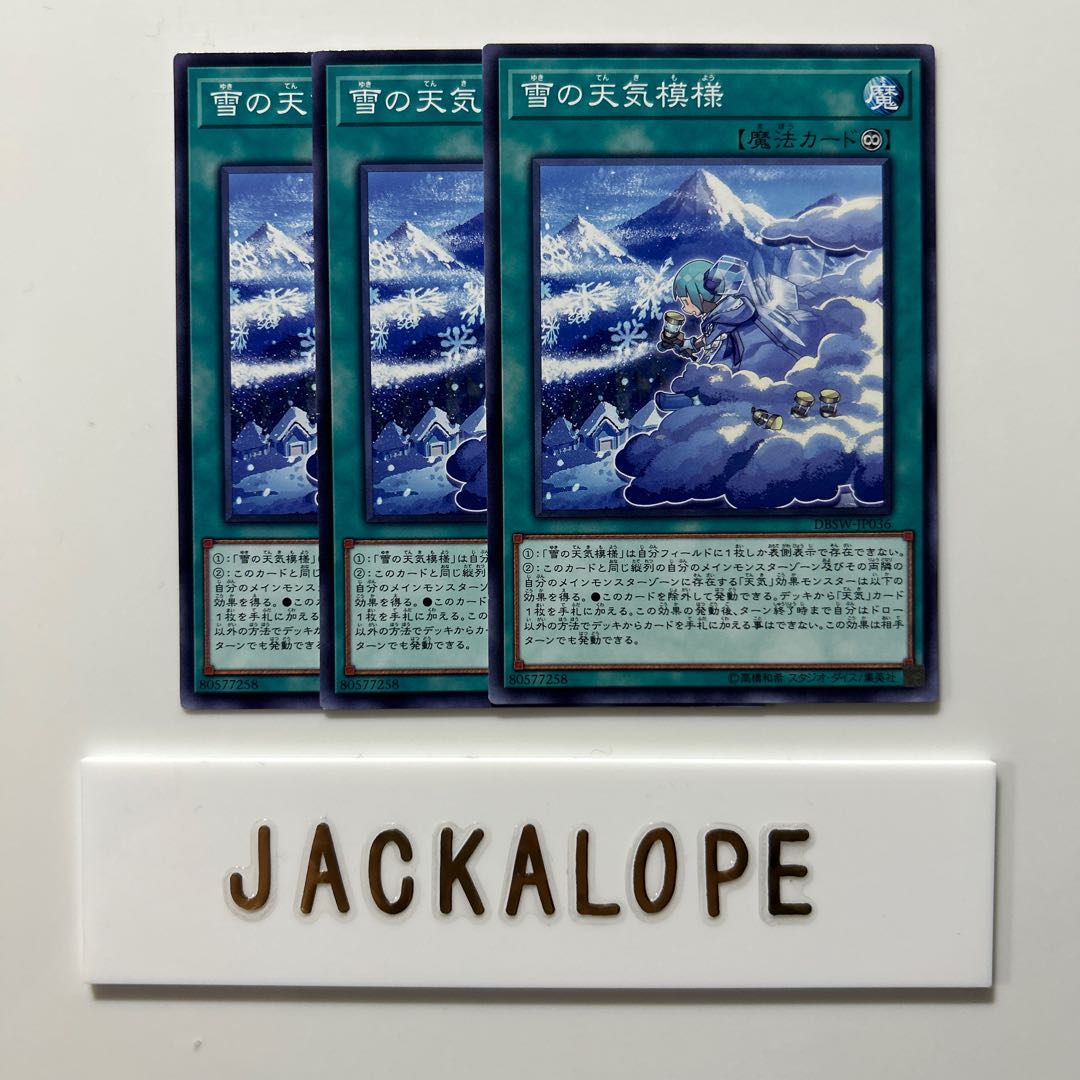 雪の天
雪の天気
雪の天気模様
魔
【魔法カード】
DBSW-JP036
①:「雪の天気模様」
②:このカードと同じ
自分のメインモンス
効果を得る。●このカ
1枚を手札に加える。
以外の方法でデッキ
ターンでも発動でき
80577258
①:「雪の天気模様」は自分
②:このカードと同じ縦列
自分のメインモンスター
効果を得る。●このカード
1枚を手札に加える。この
以外の方法でデッキからカ
ターンでも発動できる。
80577258
①:「雪の天気模様」は自分フィールドに1枚しか表側表示で存在できない。
②:このカードと同じ縦列の自分のメインモンスターゾーン及びその両隣の
自分のメインモンスターゾーンに存在する「天気」効果モンスターは以下の
効果を得る。●このカードを除外して発動できる。デッキから「天気」カード
1枚を手札に加える。この効果の発動後、ターン終了時まで自分はドロー
以外の方法でデッキからカードを手札に加える事はできない。この効果は相手
ターンでも発動できる。
80577258
©高橋和希 スタジオ・ダイス/集英社
JACKALOPE